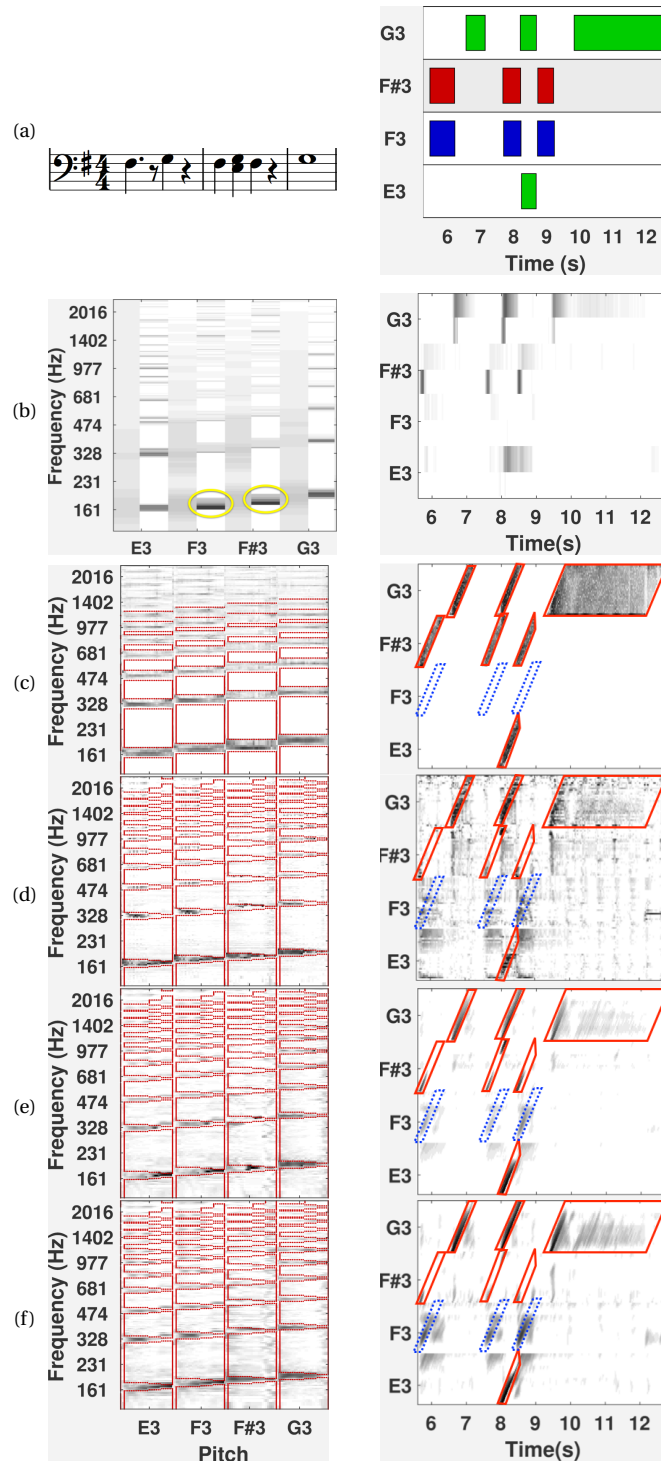 (a)
G3
F#3
F3
E3
6 7 8 9 10 11 12
Time (s)
(b)
Frequency (Hz)
2016
1402
977
681
474
328
231
161
E3 F3 F#3 G3
G3
F#3
F3
E3
6 7 8 9 10 11 12
Time(s)
(c)
Frequency (Hz)
2016
1402
977
681
474
328
231
161
G3
F#3
F3
E3
(d)
Frequency (Hz)
2016
1402
977
681
474
328
231
161
G3
F#3
F3
E3
(e)
Frequency (Hz)
2016
1402
977
681
474
328
231
161
G3
F#3
F3
E3
(f)
Frequency (Hz)
2016
1402
977
681
474
328
231
161
E3 F3 F#3 G3
Pitch
G3
F#3
F3
E3
6 7 8 9 10 11 12
Time(s)